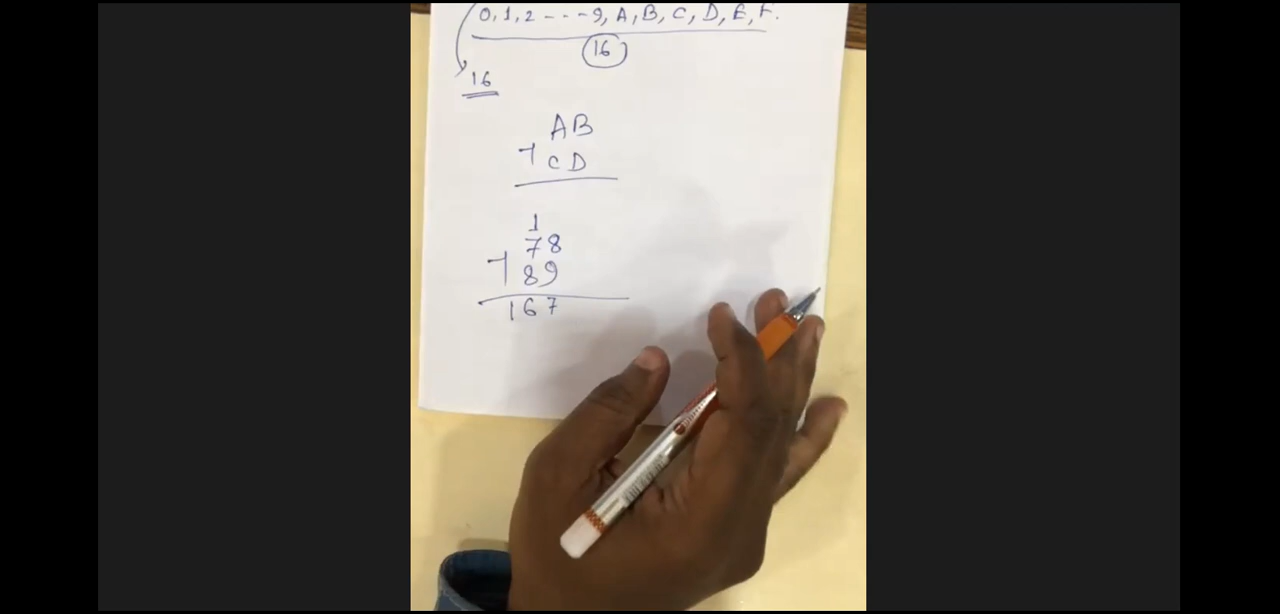 0, 1, 2 ---- 9, A, B, C, D, E, F.
16
16
AB
+ CD
1
78
+ 89
167